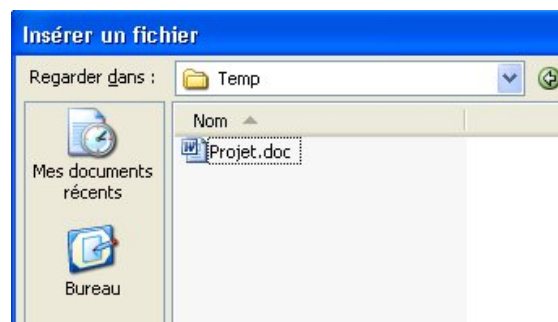 Insérer un fichier
Regarder dans :
Temp
Nom
Projet.doc
Mes documents
récents
Bureau